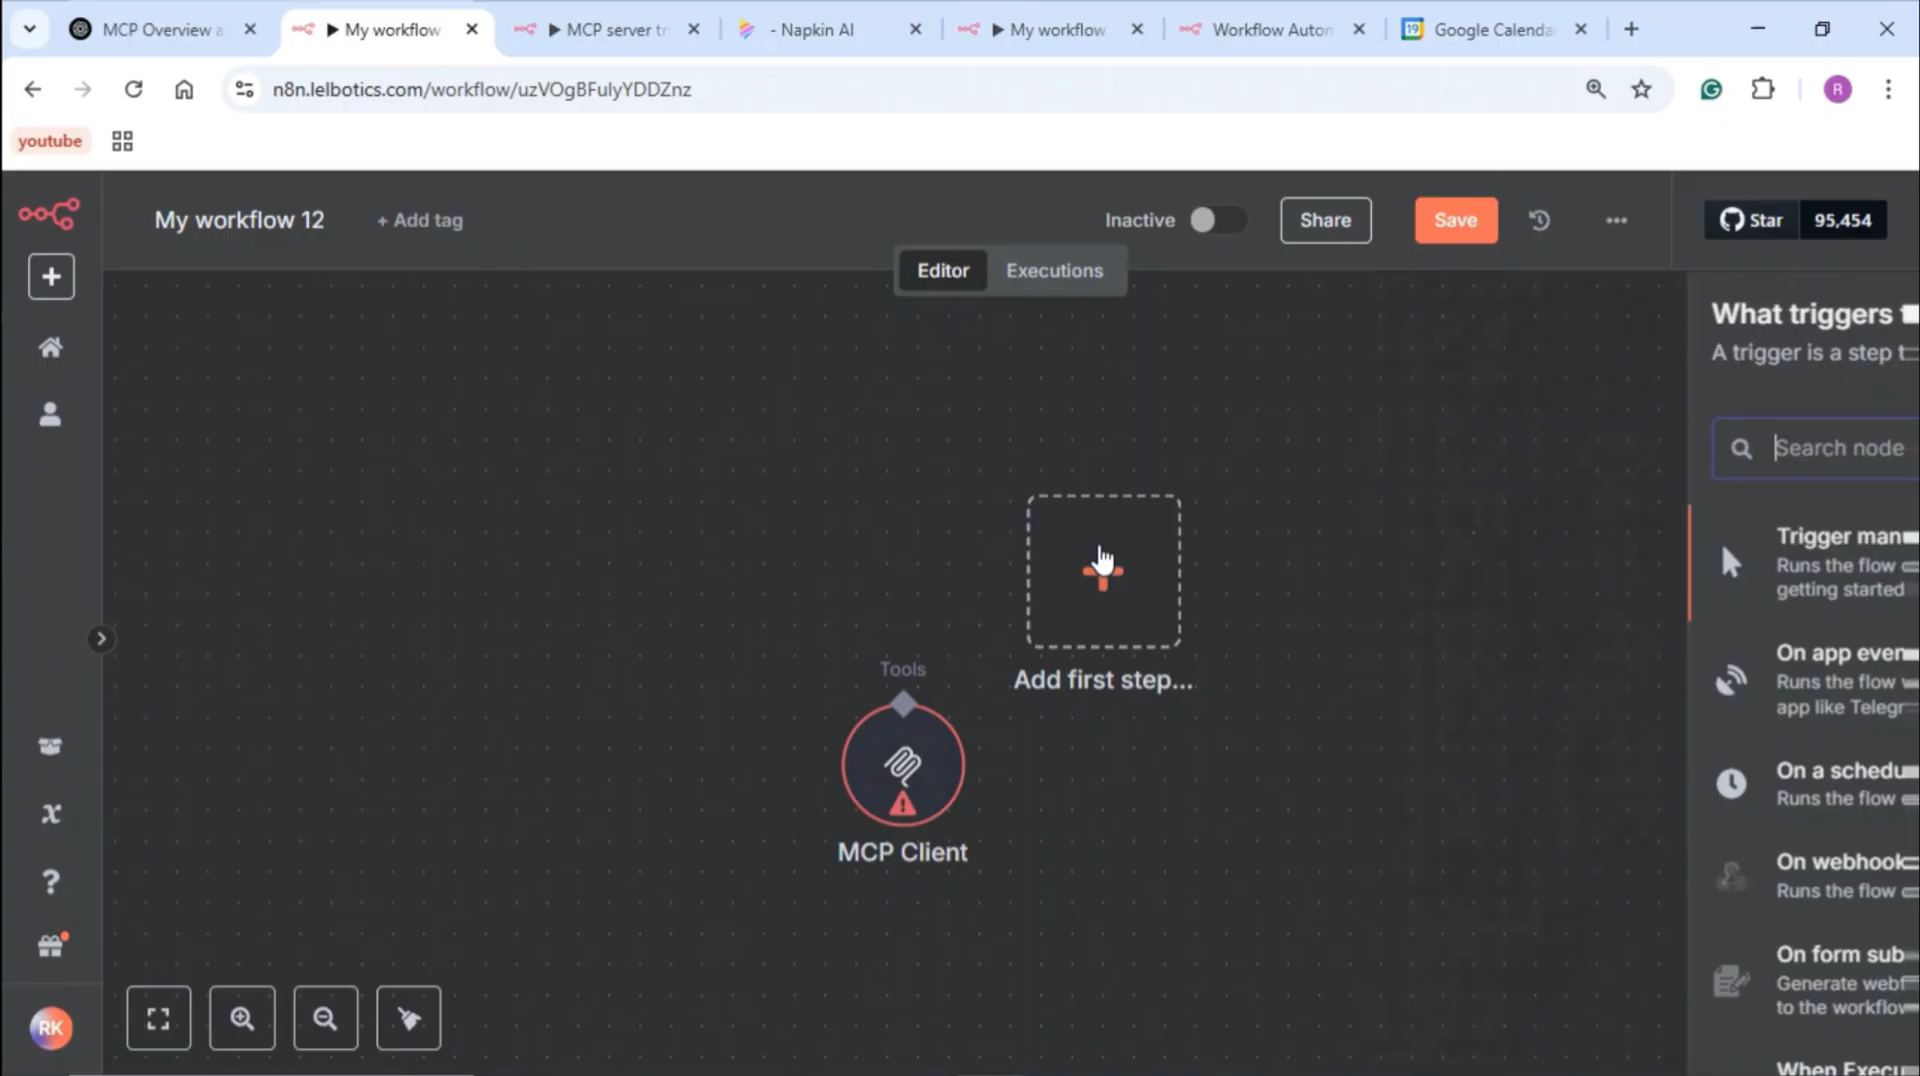 MCP Overview a
My workflow
MCP server tr
- Napkin AI
My workflow
Workflow Auton
Google Calenda
n8n.lelbotics.com/workflow/uzVOgBFulyYDDZnz
R
youtube
My workflow 12
+ Add tag
Inactive
Share
Save
Star
95,454
Editor
Executions
What triggers
A trigger is a step t
Search node
Trigger man
Runs the flow
getting started
On app even
Runs the flow
app like Telegr
On a schedu
Runs the flow
On webhook
Runs the flow
On form sub
Generate webf
to the workflow
When Execu
Add first step...
Tools
MCP Client
RK
19